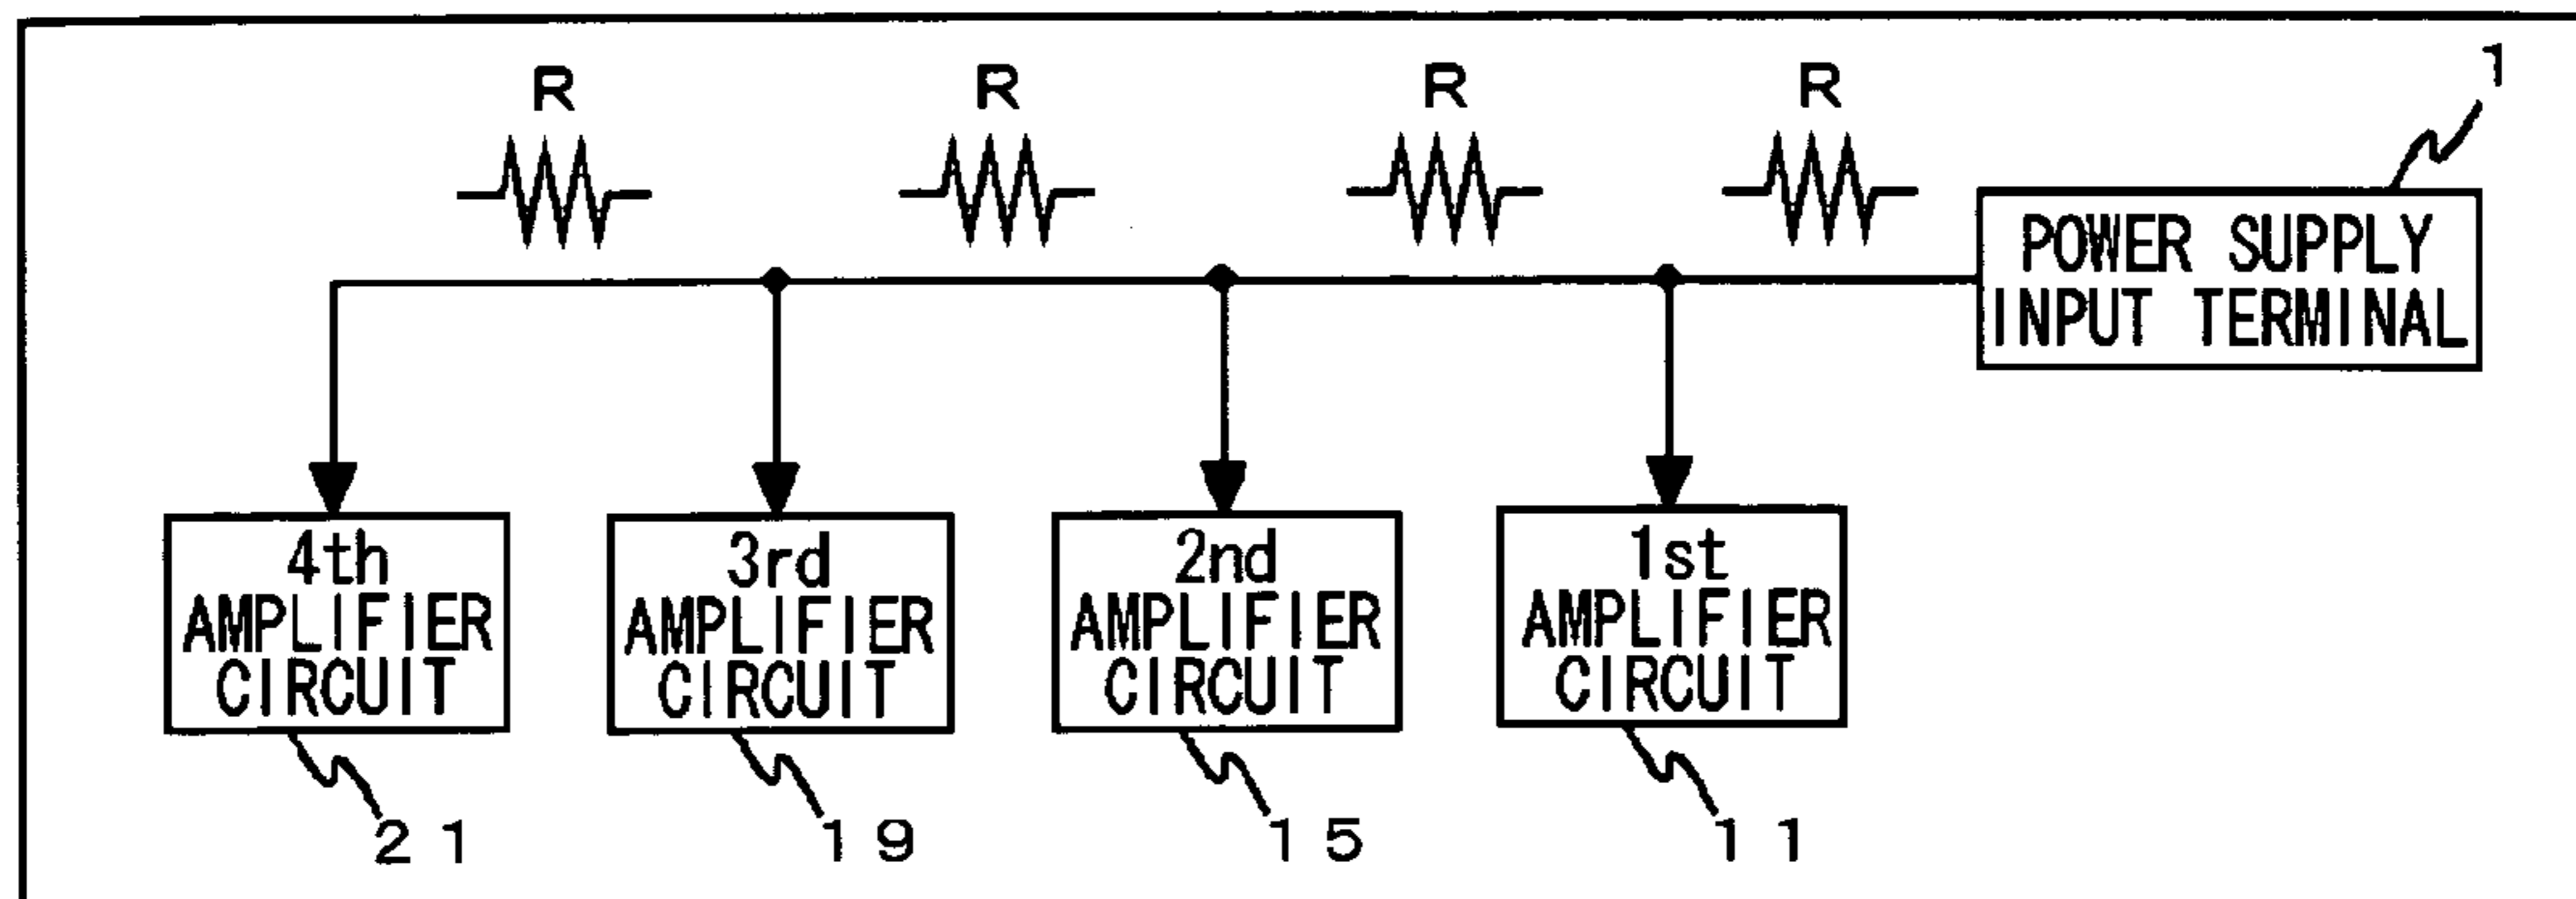 R R R R
1
POWER SUPPLY
INPUT TERMINAL
4th
AMPLIFIER
CIRCUIT
3rd
AMPLIFIER
CIRCUIT
2nd
AMPLIFIER
CIRCUIT
1st
AMPLIFIER
CIRCUIT
21 19 15 11